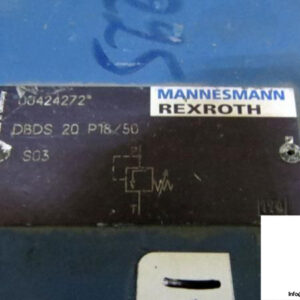 00424272*
MANNESMANN
REXROTH
DBDS 20 P18/50
S03